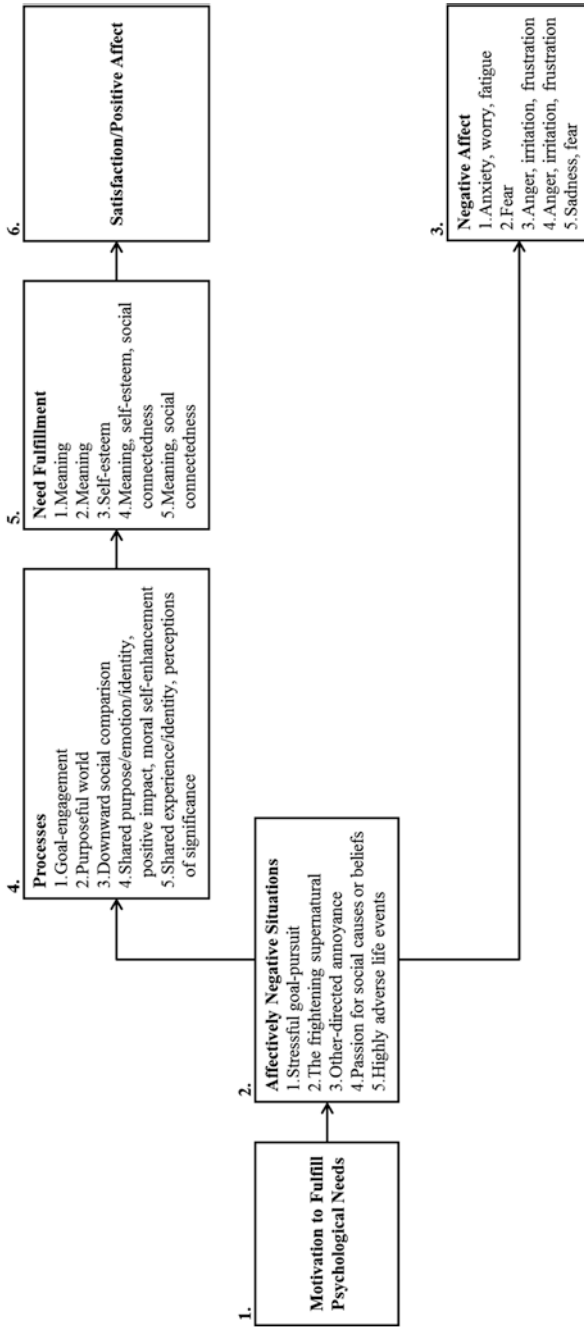 1.
Motivation to Fulfill
Psychological Needs
2.
Affectively Negative Situations
1.Stressful goal-pursuit
2.The frightening supernatural
3.Other-directed annoyance
4.Passion for social causes or beliefs
5.Highly adverse life events
3.
Negative Affect
1.Anxiety, worry, fatigue
2.Fear
3.Anger, irritation, frustration
4.Anger, irritation, frustration
5.Sadness, fear
4.
Processes
1.Goal-engagement
2.Purposeful world
3.Downward social comparison
4.Shared purpose/emotion/identity,
positive impact, moral self-enhancement
5.Shared experience/identity, perceptions
of significance
5.
Need Fulfillment
1.Meaning
2.Meaning
3.Self-esteem
4.Meaning, self-esteem, social
connectedness
5.Meaning, social
connectedness
6.
Satisfaction/Positive Affect